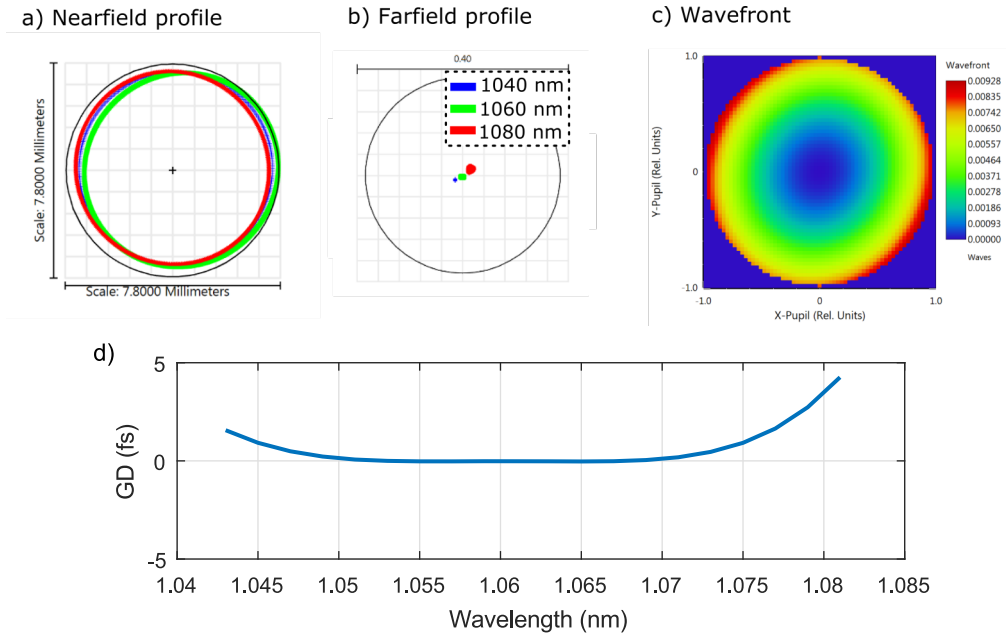 a) Nearfield profile
Scale: 7.8000 Millimeters
Scale: 7.8000 Millimeters
b) Farfield profile
0.40
1040 nm
1060 nm
1080 nm
c) Wavefront
1.0
0
-1.0
Y-Pupil (Rel. Units)
-1.0 0 1.0
X-Pupil (Rel. Units)
Wavefront
0.00928
0.00835
0.00742
0.00650
0.00557
0.00464
0.00371
0.00278
0.00186
0.00093
0.00000
Waves
d)
5
0
-5
GD (fs)
1.04 1.045 1.05 1.055 1.06 1.065 1.07 1.075 1.08 1.085
Wavelength (nm)